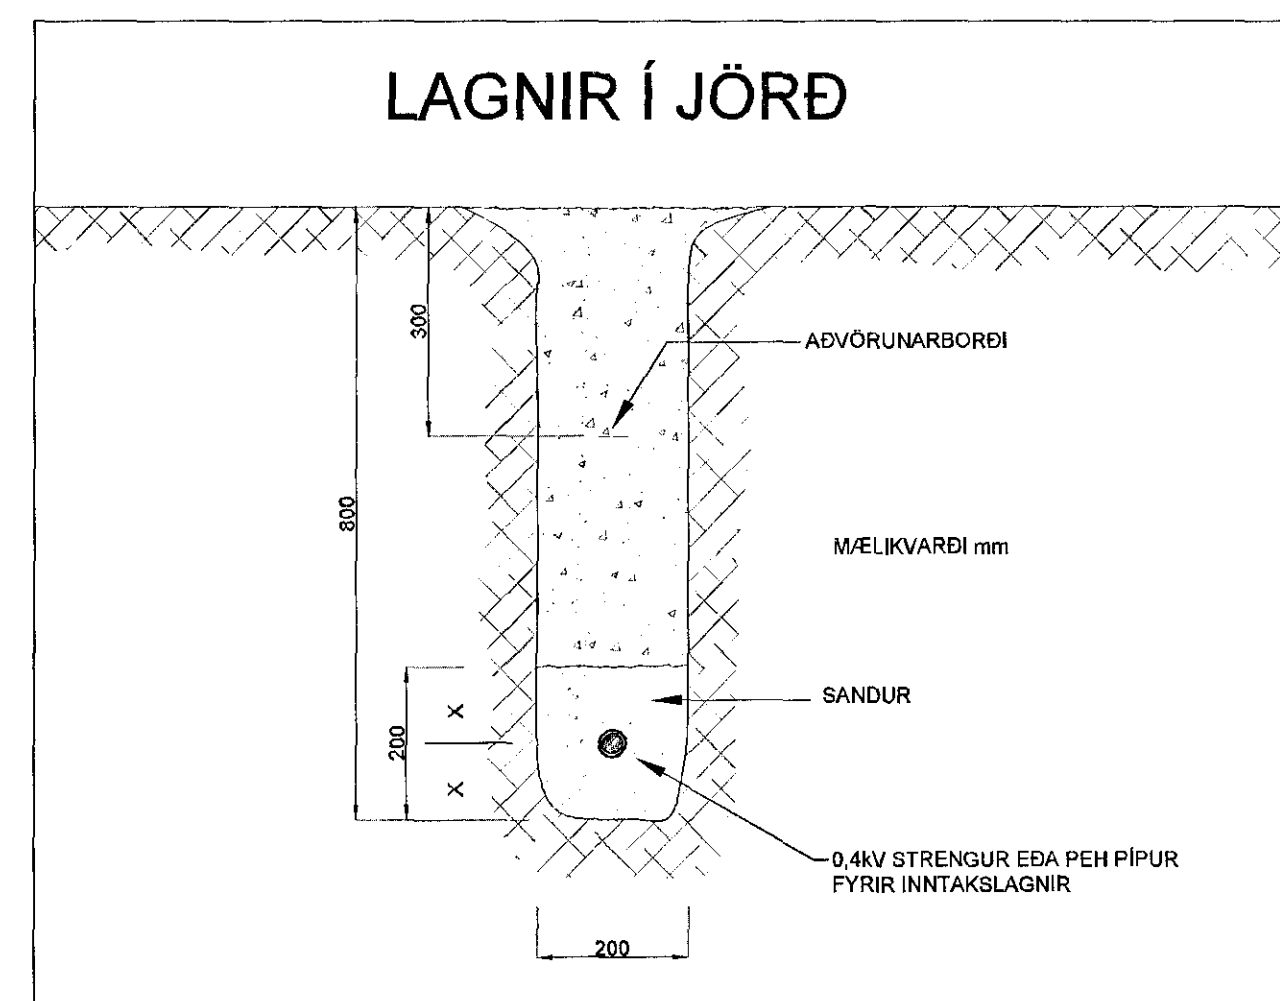 LAGNIR Í JÖRÐ
300
AÐVÖRUNARBORÐI
800
MÆLIKVARÐI mm
SANDUR
X
200
X
0,4kV STRENGUR EÐA PEH PÍPUR
FYRIR INNTAKSLAGNIR
200